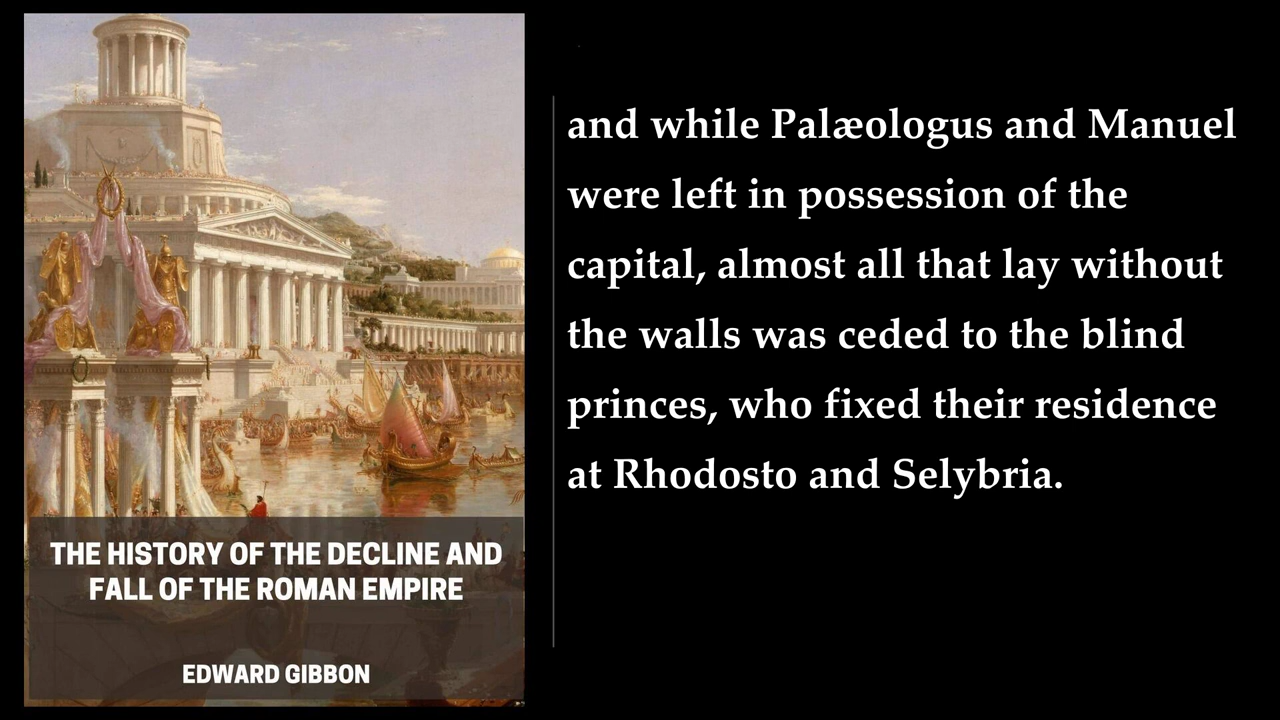 and while Palæologus and Manuel
were left in possession of the
capital, almost all that lay without
the walls was ceded to the blind
princes, who fixed their residence
at Rhodosto and Selybria.
THE HISTORY OF THE DECLINE AND
FALL OF THE ROMAN EMPIRE
EDWARD GIBBON